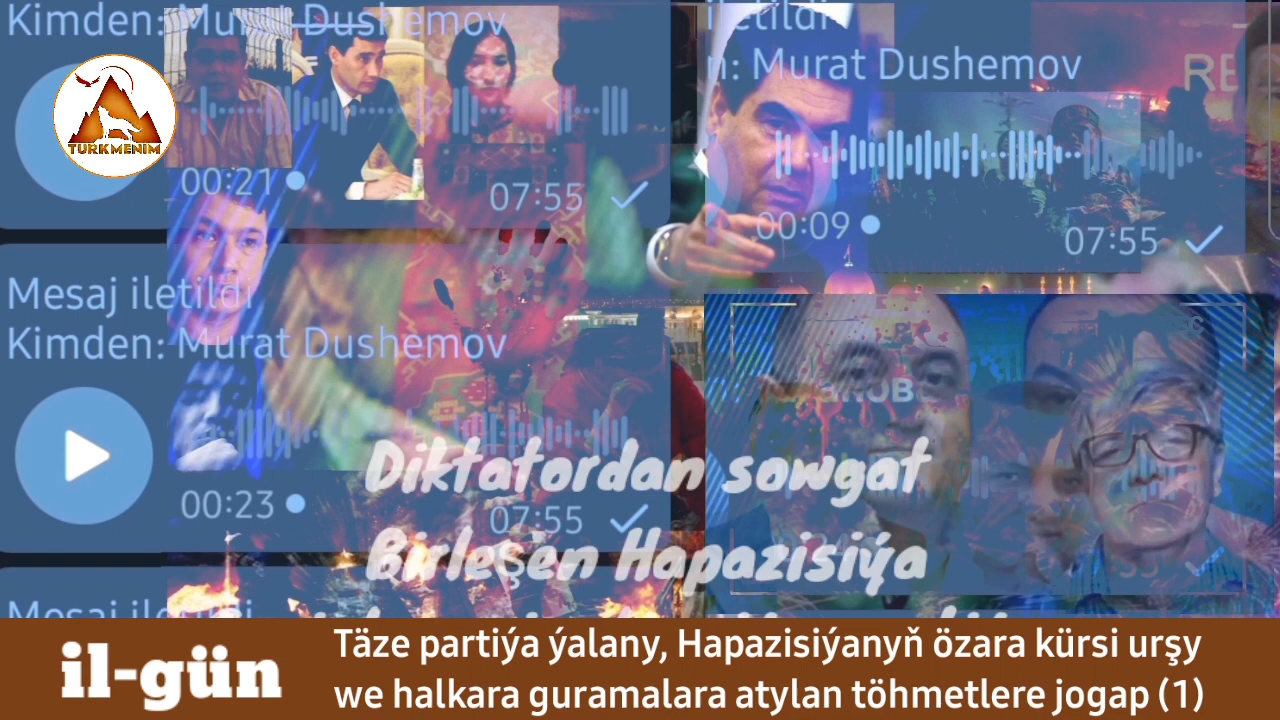 Kimden: Murat Dushemov
TURKMENIM
00:21
07:55
Mesaj iletildi
Kimden: Murat Dushemov
00:23
07:55
iletildi
n: Murat Dushemov
RE
00:09
07:55
Diktatordan sowgat
Birleşen Hapazisiýa
il-gün
Täze partiýa ýalany, Hapazisiýanyň özara kürsi urşy
we halkara guramalara atylan töhmetlere jogap (1)